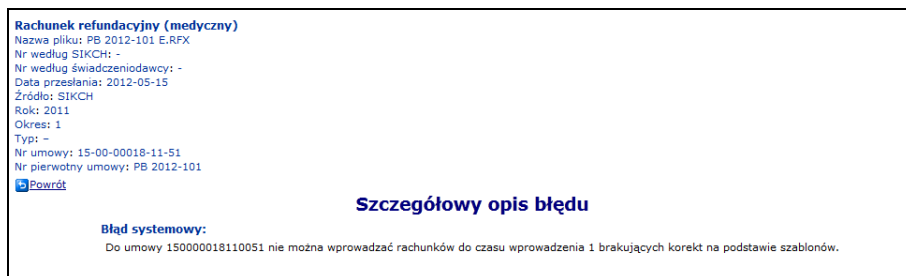 Rachunek refundacyjny (medyczny)
Nazwa pliku: PB 2012-101 E.RFX
Nr według SIKCH: -
Nr według świadczeniodawcy: -
Data przesłania: 2012-05-15
Źródło: SIKCH
Rok: 2011
Okres: 1
Typ: –
Nr umowy: 15-00-00018-11-51
Nr pierwotny umowy: PB 2012-101
Powrót
Szczegółowy opis błędu
Błąd systemowy:
Do umowy 150000018110051 nie można wprowadzać rachunków do czasu wprowadzenia 1 brakujących korekt na podstawie szablonów.